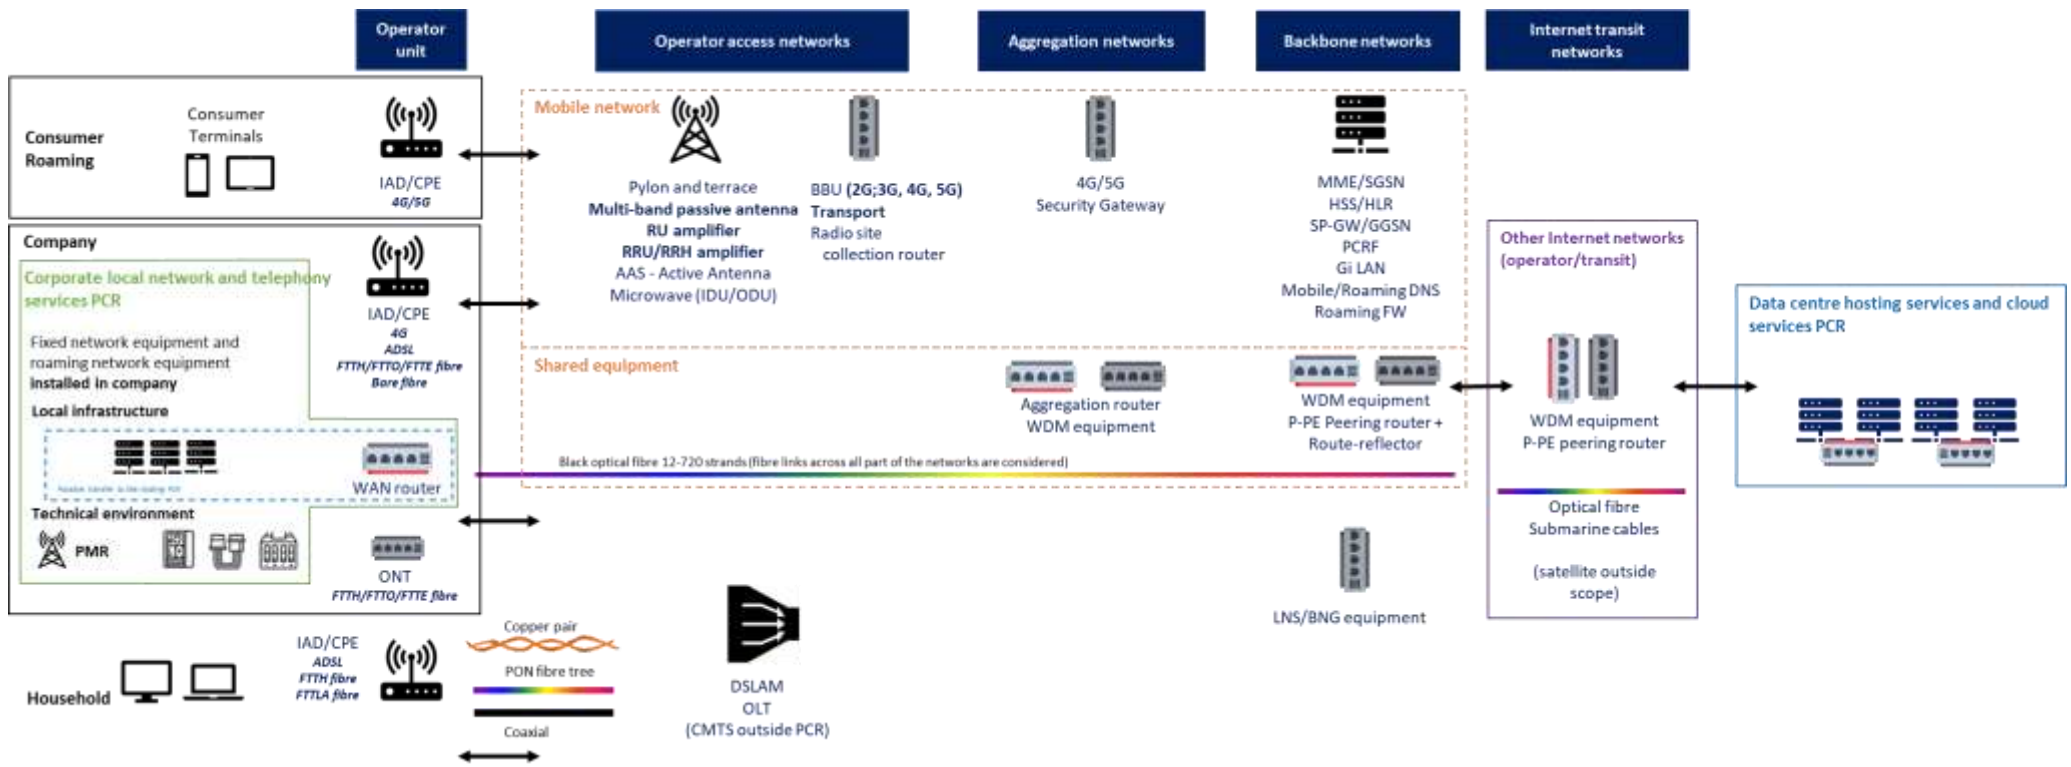 Operator
unit
Operator access networks
Aggregation networks
Backbone networks
Internet transit
networks
Consumer
Roaming
Consumer
Terminals
IAD/CPE
4G/5G
Mobile network
Pylon and terrace
Multi-band passive antenna
RU amplifier
RRU/RRH amplifier
AAS - Active Antenna
Microwave (IDU/ODU)
BBU (2G;3G, 4G, 5G)
Transport
Radio site
collection router
4G/5G
Security Gateway
MME/SGSN
HSS/HLR
SP-GW/GGSN
PCRF
Gi LAN
Mobile/Roaming DNS
Roaming FW
Company
Corporate local network and telephony
services PCR
Fixed network equipment and
roaming network equipment
installed in company
Local infrastructure
WAN router
Technical environment
PMR
IAD/CPE
4G
ADSL
FTTH/FTTO/FTTE fibre
Bare fibre
ONT
FTTH/FTTO/FTTE fibre
Shared equipment
Aggregation router
WDM equipment
WDM equipment
P-PE Peering router +
Route-reflector
Black optical fibre 12-720 strands (fibre links across all part of the networks are considered)
LNS/BNG equipment
Other Internet networks
(operator/transit)
WDM equipment
P-PE peering router
Optical fibre
Submarine cables
(satellite outside
scope)
Data centre hosting services and cloud
services PCR
Household
IAD/CPE
ADSL
FTTH fibre
FTTLA fibre
Copper pair
PON fibre tree
Coaxial
DSLAM
OLT
(CMTS outside PCR)